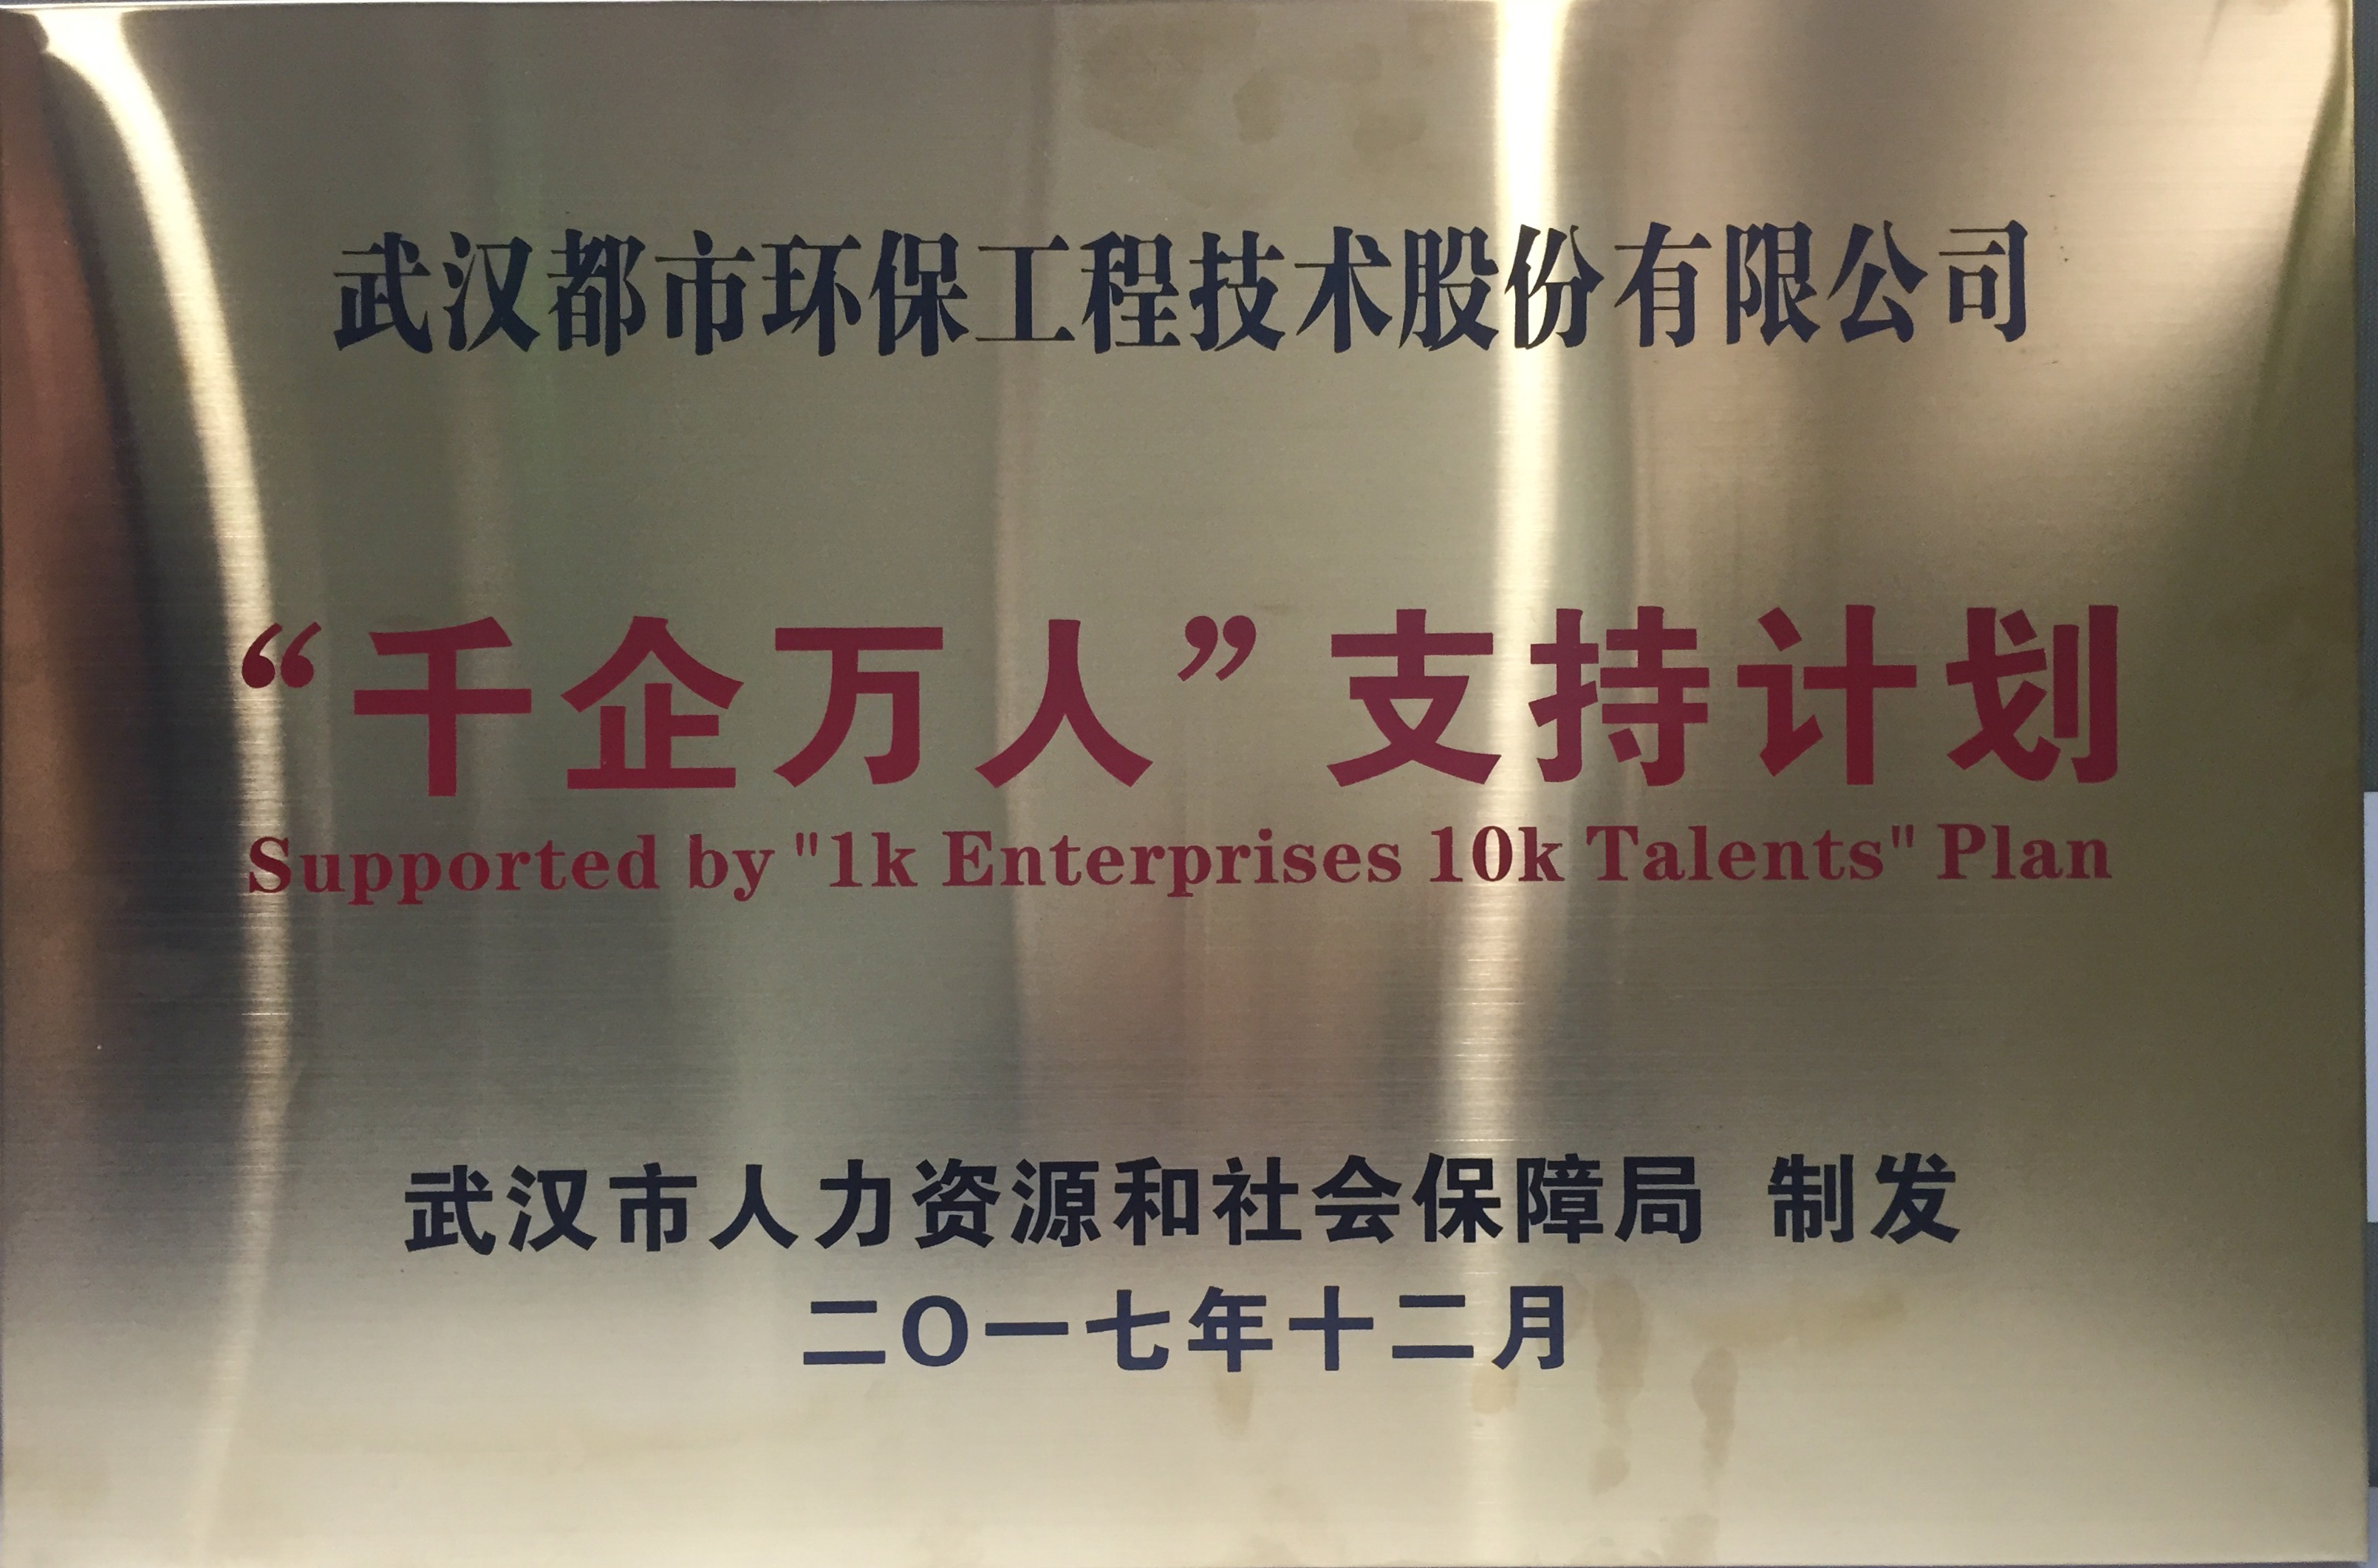 武汉都市环保工程技术股份有限公司
“千企万人”支持计划
Supported by "1k Enterprises 10k Talents" Plan
武汉市人力资源和社会保障局 制发
二〇一七年十二月